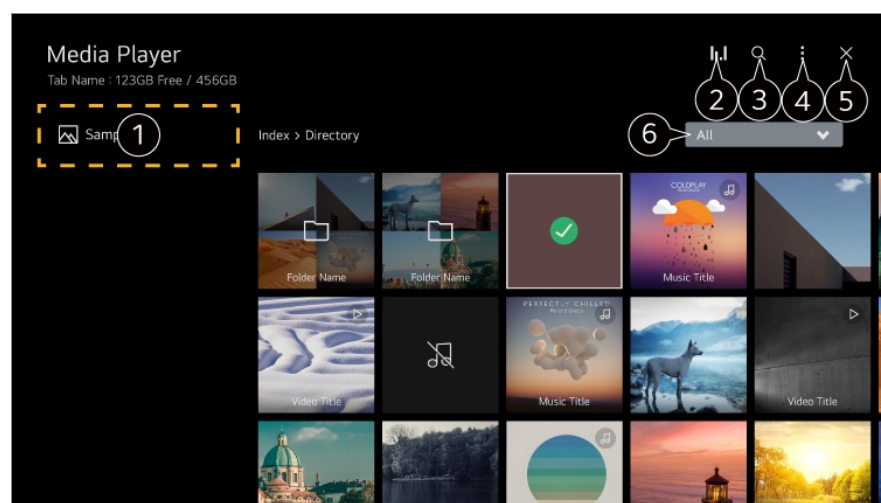 Media Player
Tab Name : 123GB Free / 456GB
2
3
4
5
1
Index > Directory
6
All
COLDPLAY
Folder Name
Folder Name
Music Title
PERFECTLY CHILLED
Video Title
Music Title
Video Title